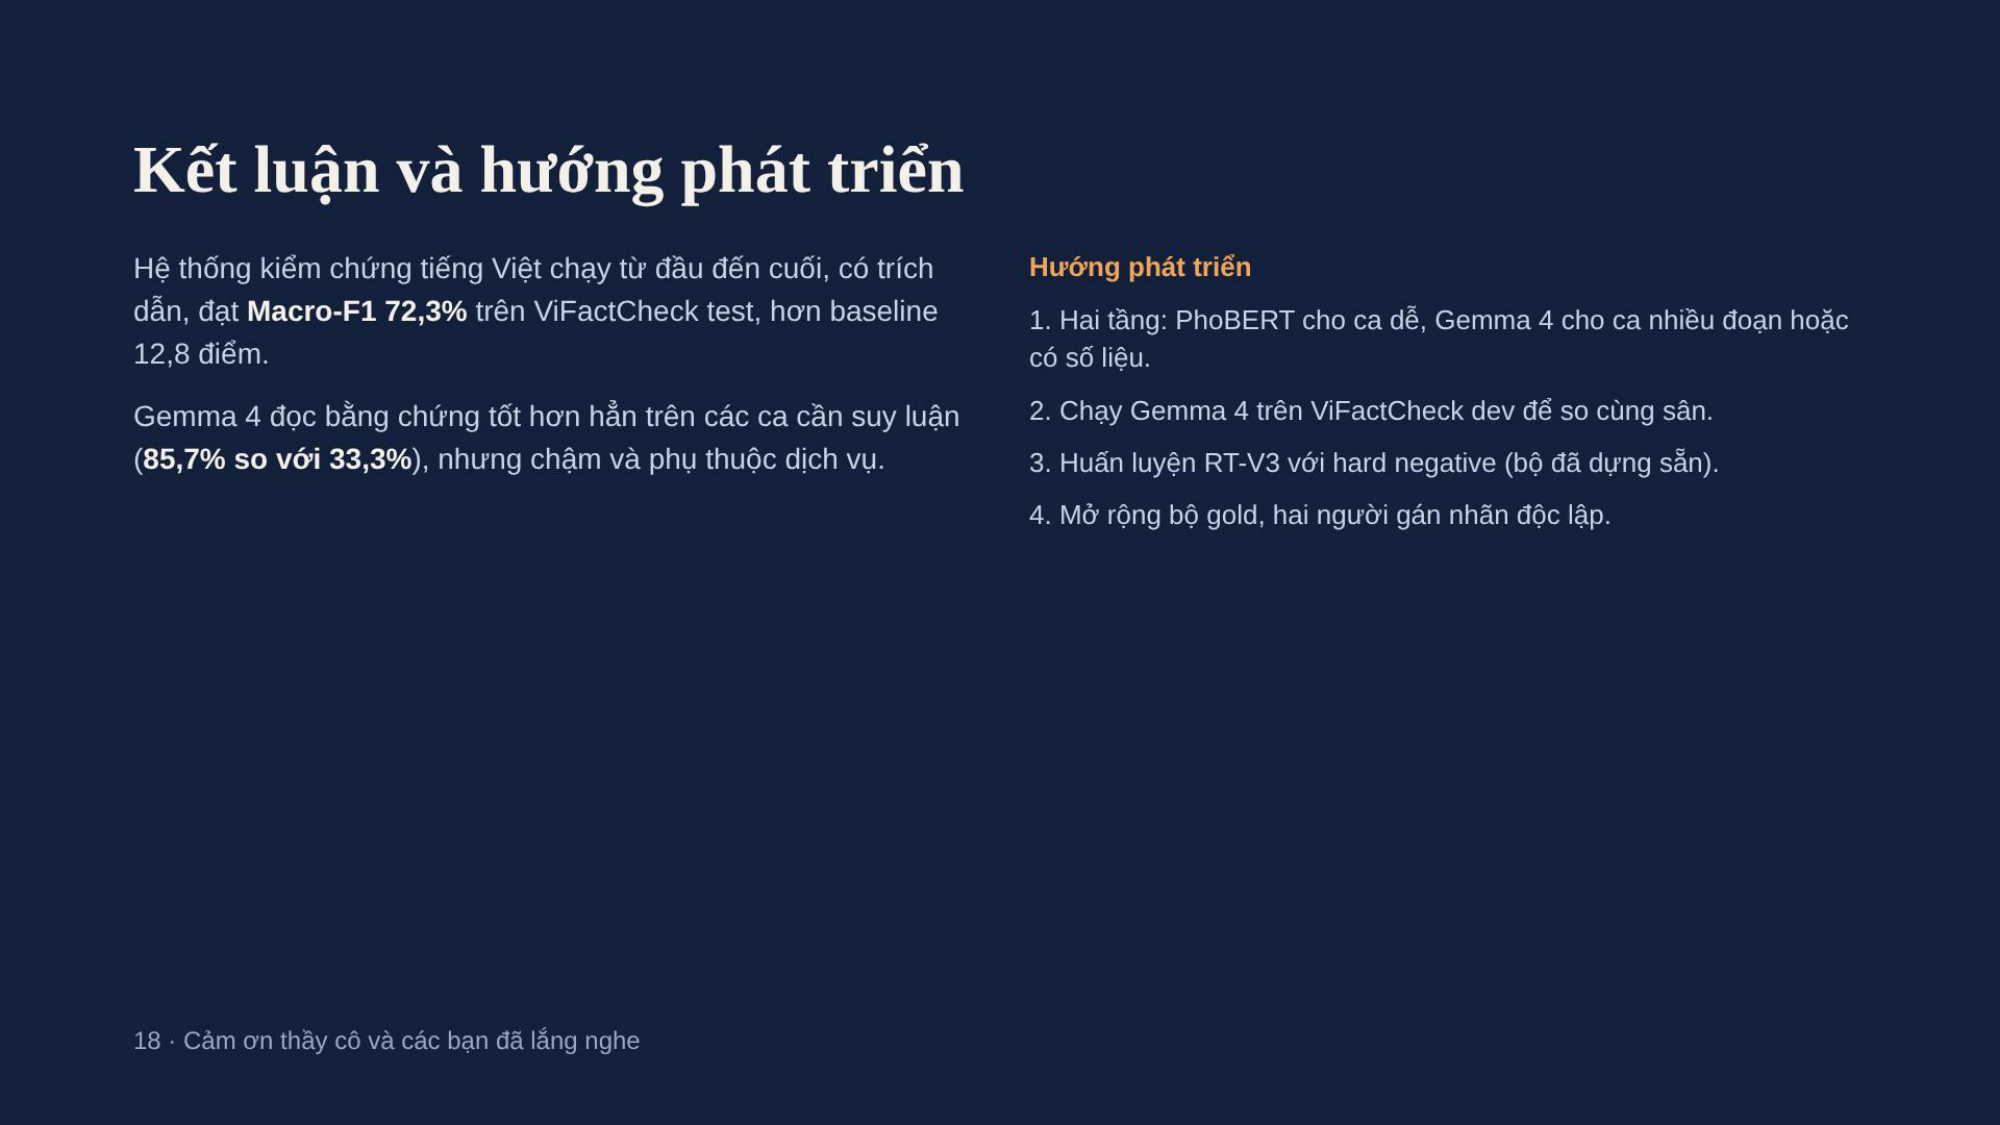 Kết luận và hướng phát triển
Hệ thống kiểm chứng tiếng Việt chạy từ đầu đến cuối, có trích
dẫn, đạt Macro-F1 72,3% trên ViFactCheck test, hơn baseline
12,8 điểm.
Gemma 4 đọc bằng chứng tốt hơn hẳn trên các ca cần suy luận
(85,7% so với 33,3%), nhưng chậm và phụ thuộc dịch vụ.
Hướng phát triển
1. Hai tầng: PhoBERT cho ca dễ, Gemma 4 cho ca nhiều đoạn hoặc
có số liệu.
2. Chạy Gemma 4 trên ViFactCheck dev để so cùng sân.
3. Huấn luyện RT-V3 với hard negative (bộ đã dựng sẵn).
4. Mở rộng bộ gold, hai người gán nhãn độc lập.
18 · Cảm ơn thầy cô và các bạn đã lắng nghe